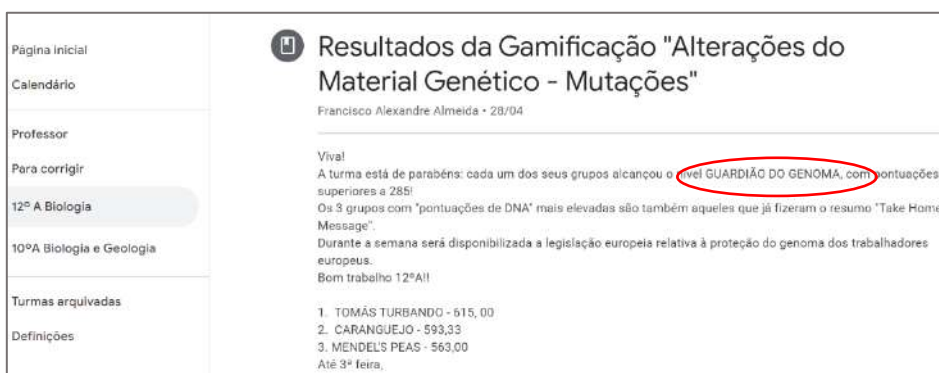 Página inicial
Calendário
Professor
Para corrigir
12º A Biologia
10ºA Biologia e Geologia
Turmas arquivadas
Definições
Resultados da Gamificação "Alterações do
Material Genético - Mutações"
Francisco Alexandre Almeida • 28/04
Viva!
A turma está de parabéns: cada um dos seus grupos alcançou o nível GUARDIÃO DO GENOMA, com pontuações
superiores a 285!
Os 3 grupos com "pontuações de DNA" mais elevadas são também aqueles que já fizeram o resumo "Take Home
Message".
Durante a semana será disponibilizada a legislação europeia relativa à proteção do genoma dos trabalhadores
europeus.
Bom trabalho 12ºA!!
1. TOMÁS TURBANDO - 615, 00
2. CARANGUEJO - 593,33
3. MENDEL'S PEAS - 563,00
Até 3ª feira,